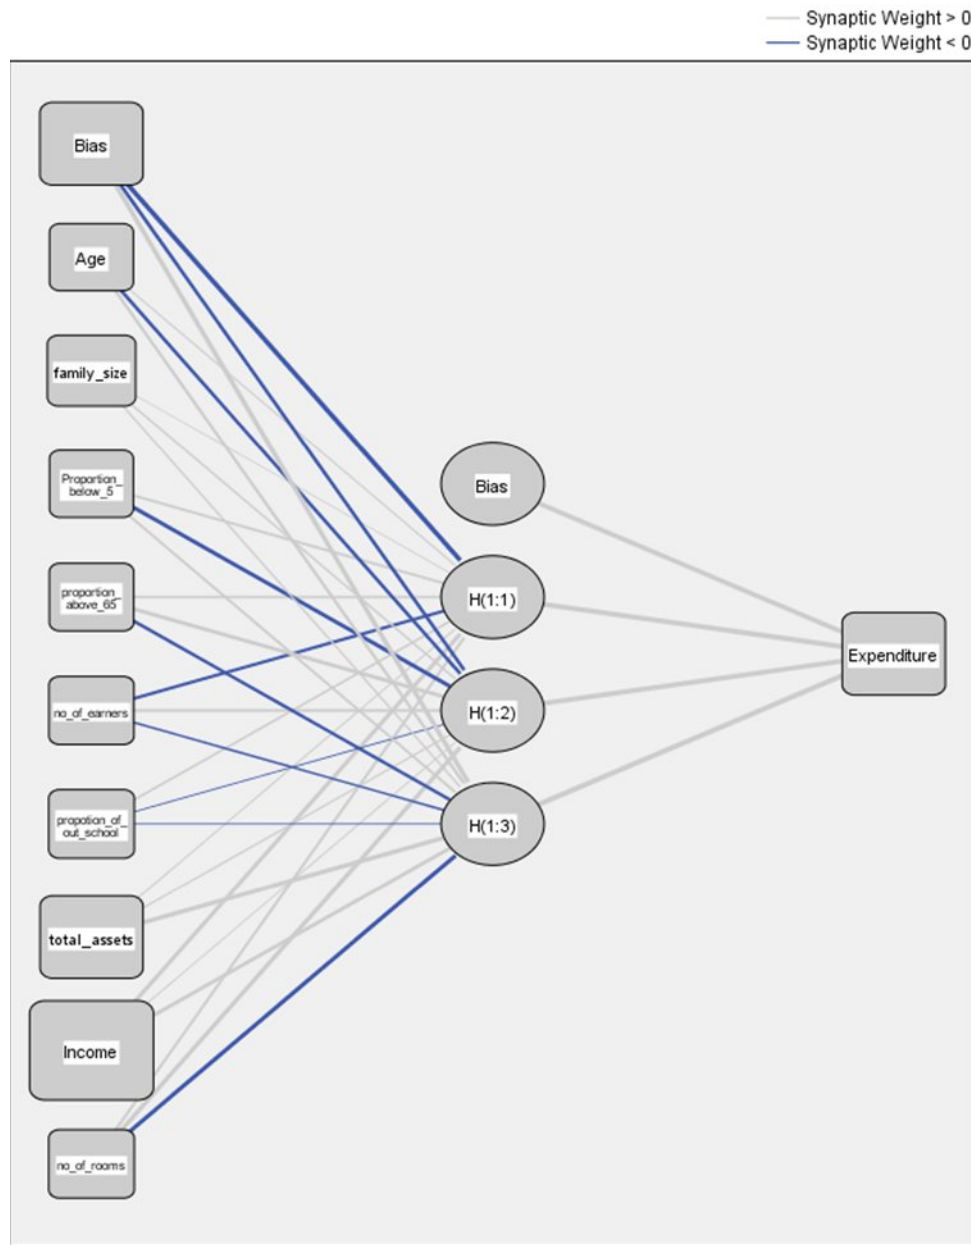 Synaptic Weight > 0
Synaptic Weight < 0
Bias
Age
family_size
Proportion_
below_5
proportion_
above_65
no_of_earners
propotion_of_
out_school
total_assets
Income
no_of_rooms
Bias
H(1:1)
H(1:2)
H(1:3)
Expenditure